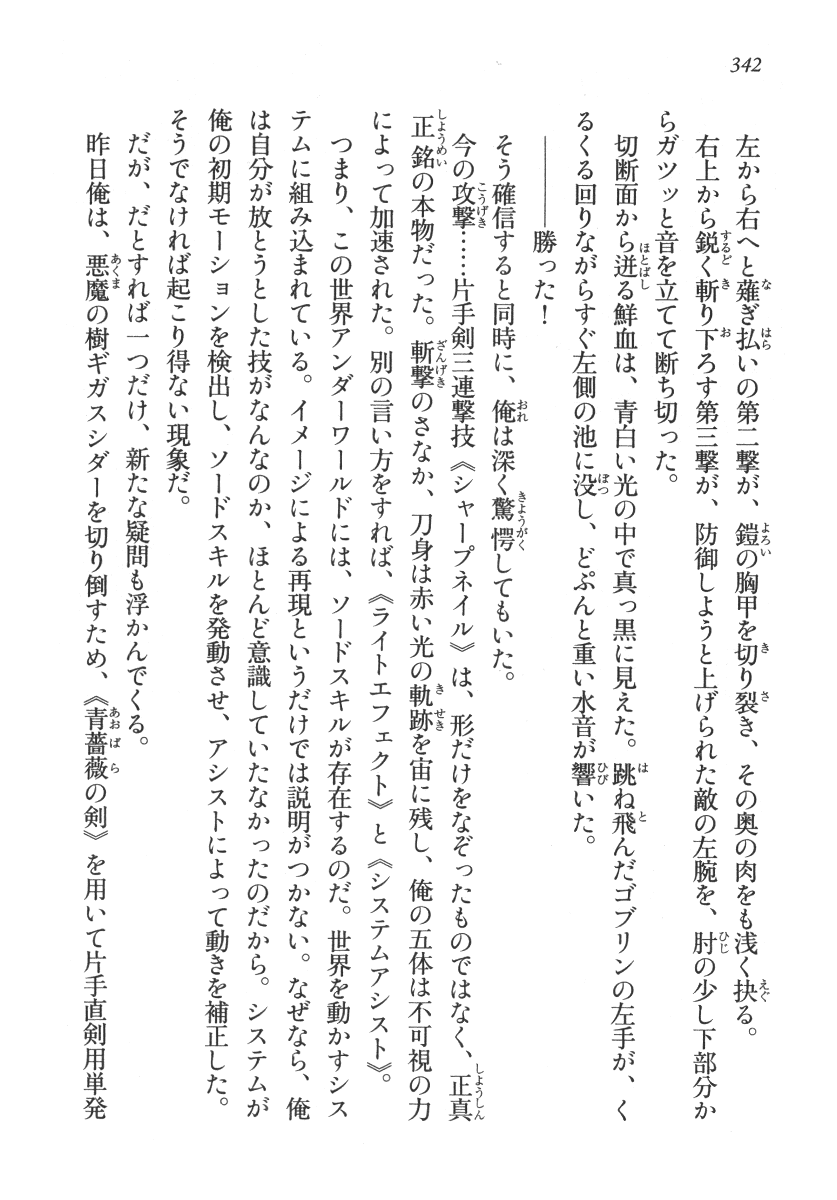 342
左から右へと薙ぎ払いの第二撃が、鎧の胸甲を切り裂き、その奥の肉をも浅く抉る。
右上から鋭く斬り下ろす第三撃が、防御しようと上げられた敵の左腕を、肘の少し下部分か
らガツッと音を立てて断ち切った。
切断面から迸る鮮血は、青白い光の中で真っ黒に見えた。跳ね飛んだゴブリンの左手が、く
るくる回りながらすぐ左側の池に没し、どぷんと重い水音が響いた。
――勝った！
そう確信すると同時に、俺は深く驚愕してもいた。
今の攻撃……片手剣三連撃技《シャープネイル》は、形だけをなぞったものではなく、正真
正銘の本物だった。斬撃のさなか、刀身は赤い光の軌跡を宙に残し、俺の五体は不可視の力
によって加速された。別の言い方をすれば、《ライトエフェクト》と《システムアシスト》。
つまり、この世界アンダーワールドには、ソードスキルが存在するのだ。世界を動かすシス
テムに組み込まれている。イメージによる再現というだけでは説明がつかない。なぜなら、俺
は自分が放とうとした技がなんなのか、ほとんど意識していたなかったのだから。システムが
俺の初期モーションを検出し、ソードスキルを発動させ、アシストによって動きを補正した。
そうでなければ起こり得ない現象だ。
だが、だとすれば一つだけ、新たな疑問も浮かんでくる。
昨日俺は、悪魔の樹ギガスシダーを切り倒すため、《青薔薇の剣》を用いて片手直剣用単発